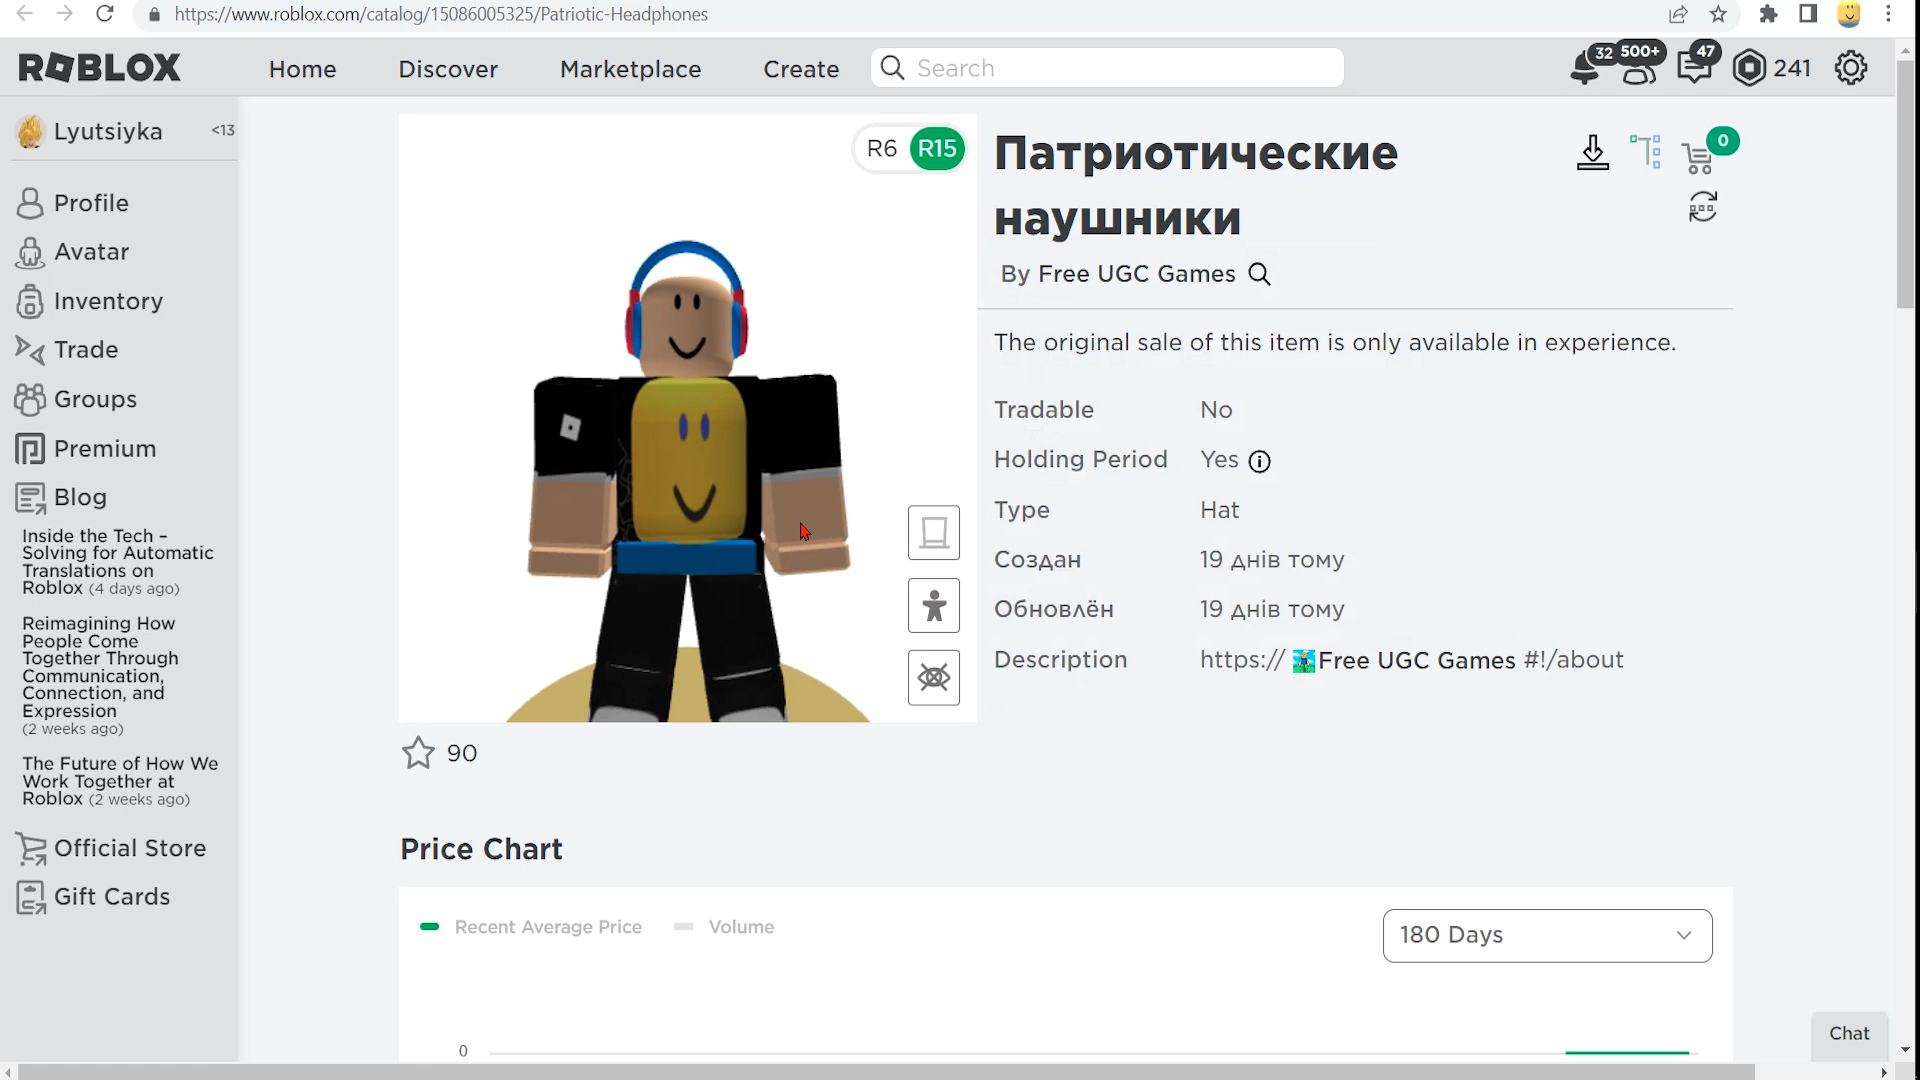 https://www.roblox.com/catalog/15086005325/Patriotic-Headphones
ROBLOX
Home
Discover
Marketplace
Create
Search
32
500+
47
241
Lyutsiyka
<13
Profile
Avatar
Inventory
Trade
Groups
Premium
Blog
Inside the Tech –
Solving for Automatic
Translations on
Roblox (4 days ago)
Reimagining How
People Come
Together Through
Communication,
Connection, and
Expression
(2 weeks ago)
The Future of How We
Work Together at
Roblox (2 weeks ago)
Official Store
Gift Cards
R6
R15
90
Патриотические
наушники
0
By Free UGC Games
The original sale of this item is only available in experience.
Tradable No
Holding Period Yes
Type Hat
Создан 19 днів тому
Обновлён 19 днів тому
Description https:// Free UGC Games #!/about
Price Chart
Recent Average Price
Volume
180 Days
0
Chat